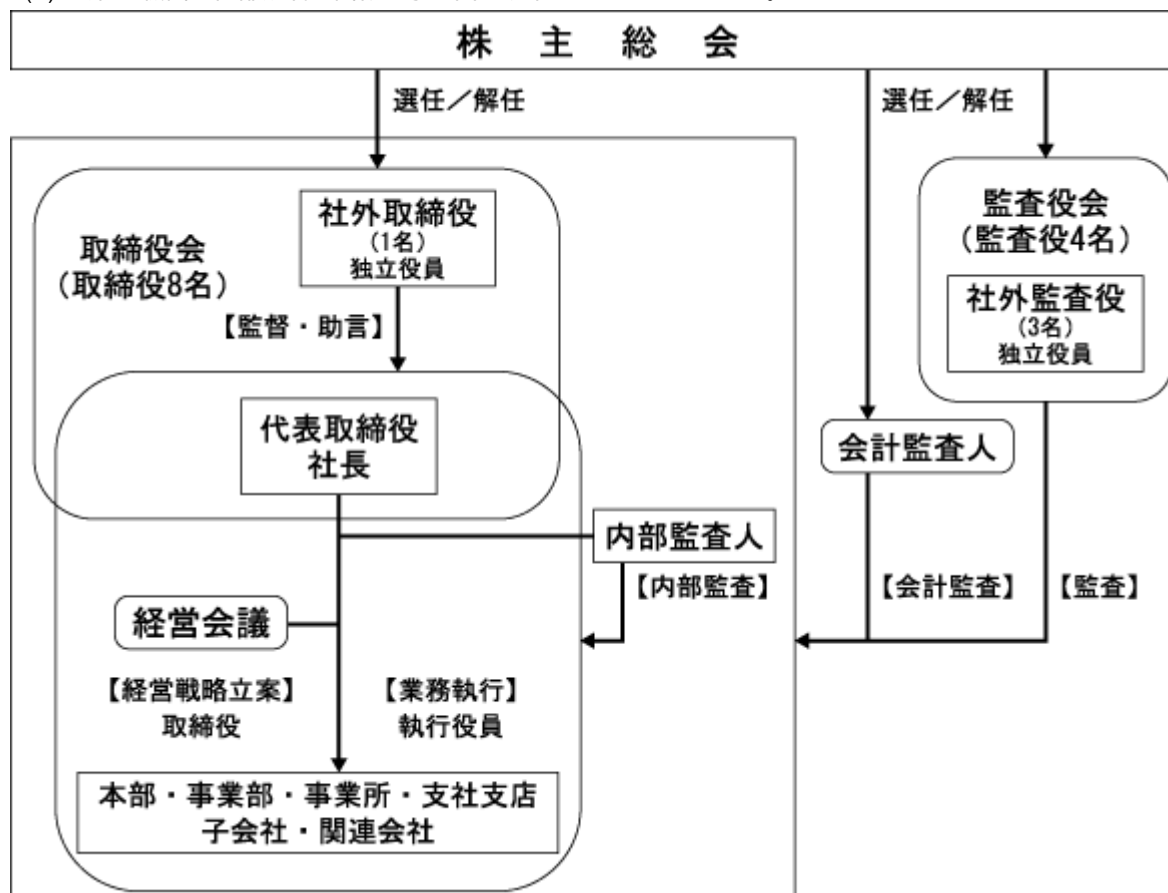 株主総会
選任／解任
選任／解任
社外取締役
(1名)
独立役員
取締役会
(取締役8名)
【監督・助言】
監査役会
(監査役4名)
社外監査役
(3名)
独立役員
代表取締役
社長
会計監査人
内部監査人
【内部監査】
【会計監査】
【監査】
経営会議
【経営戦略立案】
取締役
【業務執行】
執行役員
本部・事業部・事業所・支社支店
子会社・関連会社